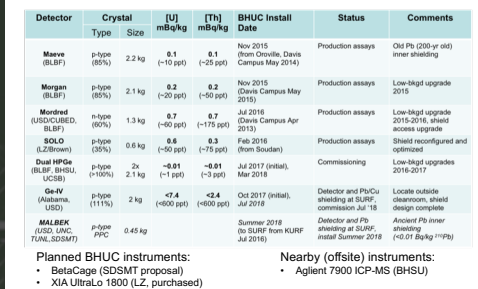 Detector Crystal [U] mBq/kg [Th] mBq/kg BHUC Install Date Status Comments
Type Size
Maeve (BLBF) p-type (85%) 2.2 kg 0.1 (~10 ppt) 0.1 (~25 ppt) Nov 2015 (from Oroville, Davis Campus May 2014) Production assays Old Pb (200-yr old) inner shielding
Morgan (BLBF) p-type (85%) 2.1 kg 0.2 (~20 ppt) 0.2 (~50 ppt) Nov 2015 (Davis Campus May 2015) Production assays Low-bkgd upgrade 2015
Mordred (USD/CUBED, BLBF) n-type (60%) 1.3 kg 0.7 (~60 ppt) 0.7 (~175 ppt) Jul 2016 (Davis Campus Apr 2013) Production assays Low-bkgd upgrade 2015-2016, shield access upgrade
SOLO (LZ/Brown) p-type (35%) 0.6 kg 0.6 (~50 ppt) 0.3 (~75 ppt) Feb 2016 (from Soudan) Production assays Shield reconfigured and optimized
Dual HPGe (BLBF, BHSU, UCSB) p-type (>100%) 2x 2.1 kg ~0.01 (~1 ppt) ~0.01 (~3 ppt) Jul 2017 (initial), Mar 2018 Commissioning Low-bkgd upgrades 2016-2017
Ge-IV (Alabama, USD) p-type (111%) 2 kg <7.4 (<600 ppt) <2.4 (<600 ppt) Oct 2017 (initial), Jul 2018 Detector and Pb/Cu shielding at SURF, commission Jul '18 Locate outside cleanroom, shield design complete
MALBEK (USD, UNC, TUNL,SDSMT) p-type PPC 0.45 kg Summer 2018 (to SURF from KURF Jul 2016) Detector and Pb shielding at SURF, install Summer 2018 Ancient Pb inner shielding (<0.01 Bq/kg ²¹⁰Pb)
Planned BHUC instruments:
• BetaCage (SDSMT proposal)
• XIA UltraLo 1800 (LZ, purchased)
Nearby (offsite) instruments:
• Aglient 7900 ICP-MS (BHSU)